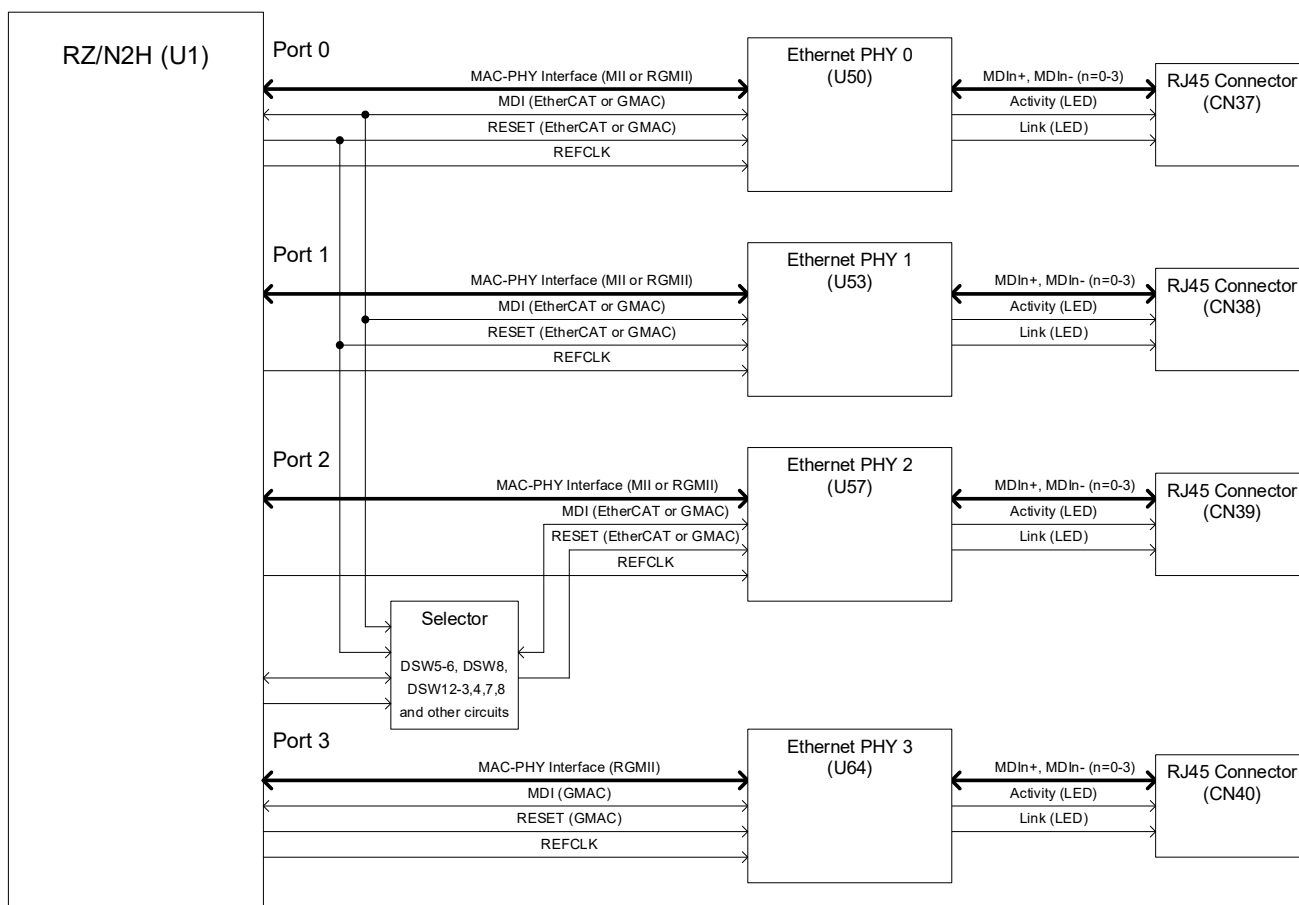 RZ/N2H (U1)
Port 0
MAC-PHY Interface (MII or RGMII)
MDI (EtherCAT or GMAC)
RESET (EtherCAT or GMAC)
REFCLK
Ethernet PHY 0
(U50)
MDIn+, MDIn- (n=0-3)
Activity (LED)
Link (LED)
RJ45 Connector
(CN37)
Port 1
MAC-PHY Interface (MII or RGMII)
MDI (EtherCAT or GMAC)
RESET (EtherCAT or GMAC)
REFCLK
Ethernet PHY 1
(U53)
MDIn+, MDIn- (n=0-3)
Activity (LED)
Link (LED)
RJ45 Connector
(CN38)
Port 2
MAC-PHY Interface (MII or RGMII)
MDI (EtherCAT or GMAC)
RESET (EtherCAT or GMAC)
REFCLK
Ethernet PHY 2
(U57)
MDIn+, MDIn- (n=0-3)
Activity (LED)
Link (LED)
RJ45 Connector
(CN39)
Selector
DSW5-6, DSW8,
DSW12-3,4,7,8
and other circuits
Port 3
MAC-PHY Interface (RGMII)
MDI (GMAC)
RESET (GMAC)
REFCLK
Ethernet PHY 3
(U64)
MDIn+, MDIn- (n=0-3)
Activity (LED)
Link (LED)
RJ45 Connector
(CN40)